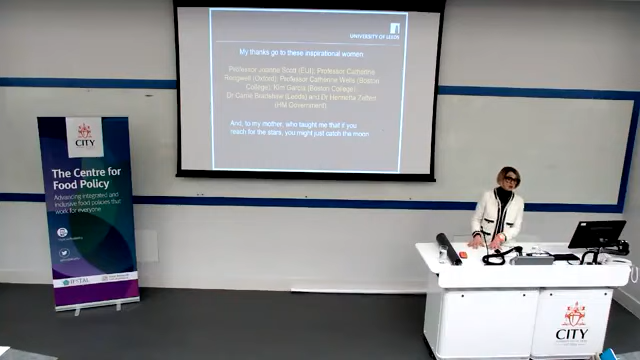 UNIVERSITY OF LEEDS
My thanks go to these inspirational women:
Professor Joanne Scott (EUI); Professor Catherine
Redgwell (Oxford); Professor Catherine Wells (Boston
College); Kim Garcia (Boston College);
Dr Carrie Bradshaw (Leeds) and Dr Henrietta Zeffert
(HM Government)
And, to my mother, who taught me that if you
reach for the stars, you might just catch the moon
CITY
The Centre for
Food Policy
Advancing integrated and
inclusive food policies that
work for everyone
CITY